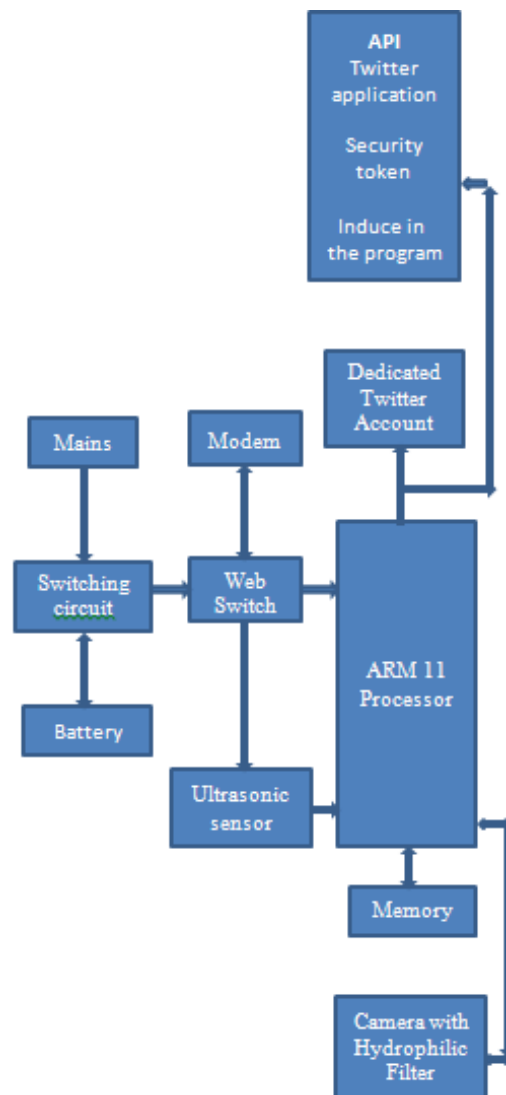 API
Twitter
application
Security
token
Induce in
the program
Dedicated
Twitter
Account
Mains
Modem
Switching
circuit
Web
Switch
ARM 11
Processor
Battery
Ultrasonic
sensor
Memory
Camera with
Hydrophilic
Filter